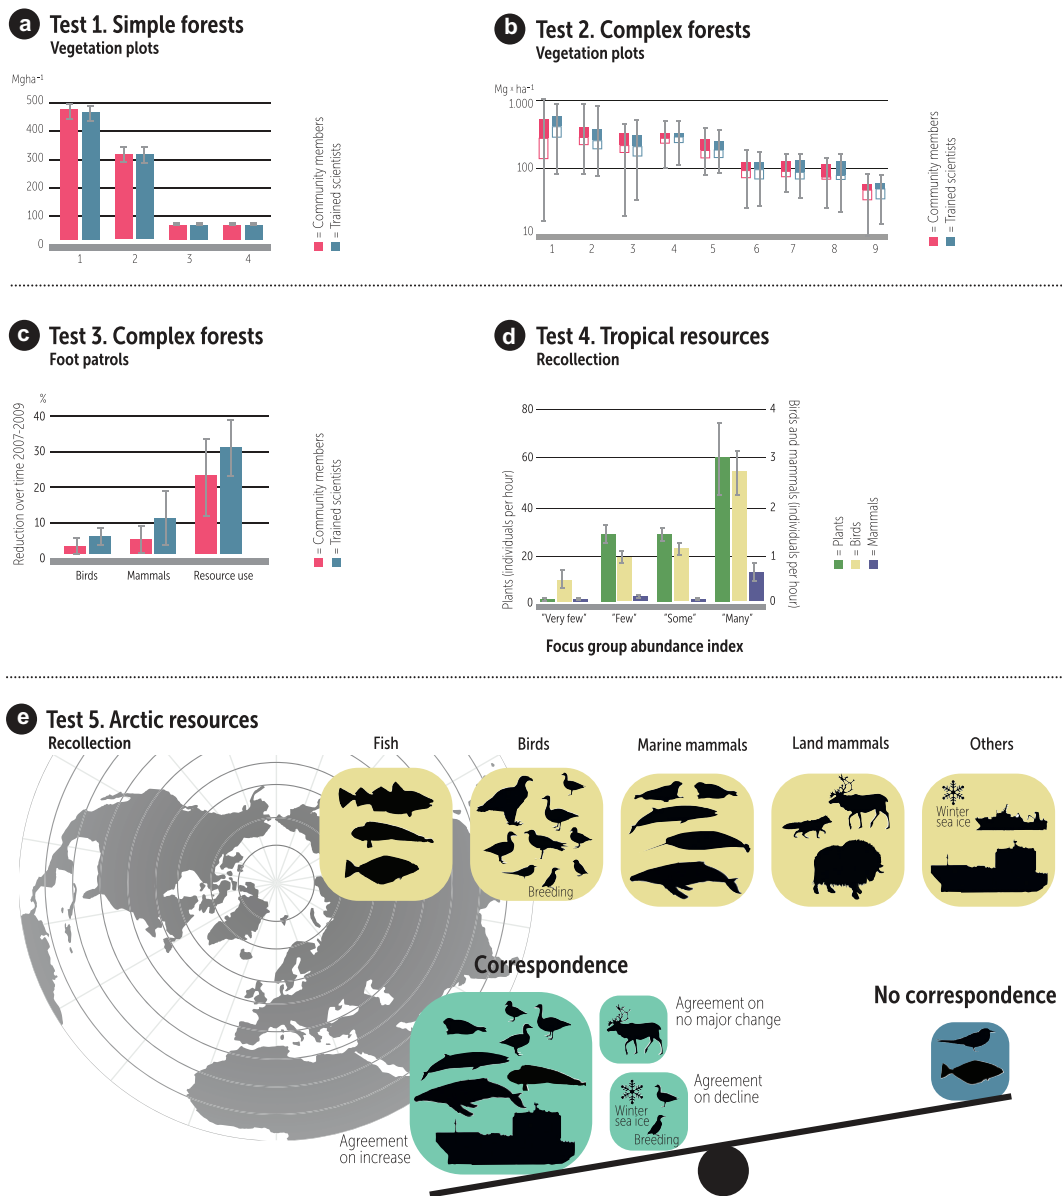 a Test 1. Simple forests
Vegetation plots
Mgha⁻¹
500
400
300
200
100
0
1 2 3 4
= Community members
= Trained scientists
b Test 2. Complex forests
Vegetation plots
Mg × ha⁻¹
1000
100
10
1 2 3 4 5 6 7 8 9
= Community members
= Trained scientists
c Test 3. Complex forests
Foot patrols
%
Reduction over time 2007-2009
40
30
20
10
0
Birds Mammals Resource use
= Community members
= Trained scientists
d Test 4. Tropical resources
Recollection
Plants (individuals per hour)
80
60
40
20
0
4
3
2
1
0
Birds and mammals (individuals per hour)
"Very few" "Few" "Some" "Many"
Focus group abundance index
= Plants
= Birds
= Mammals
e Test 5. Arctic resources
Recollection
Fish
Birds
Marine mammals
Land mammals
Others
Breeding
Winter
sea ice
Correspondence
No correspondence
Agreement on
no major change
Agreement
on decline
Winter
sea ice
Breeding
Agreement
on increase